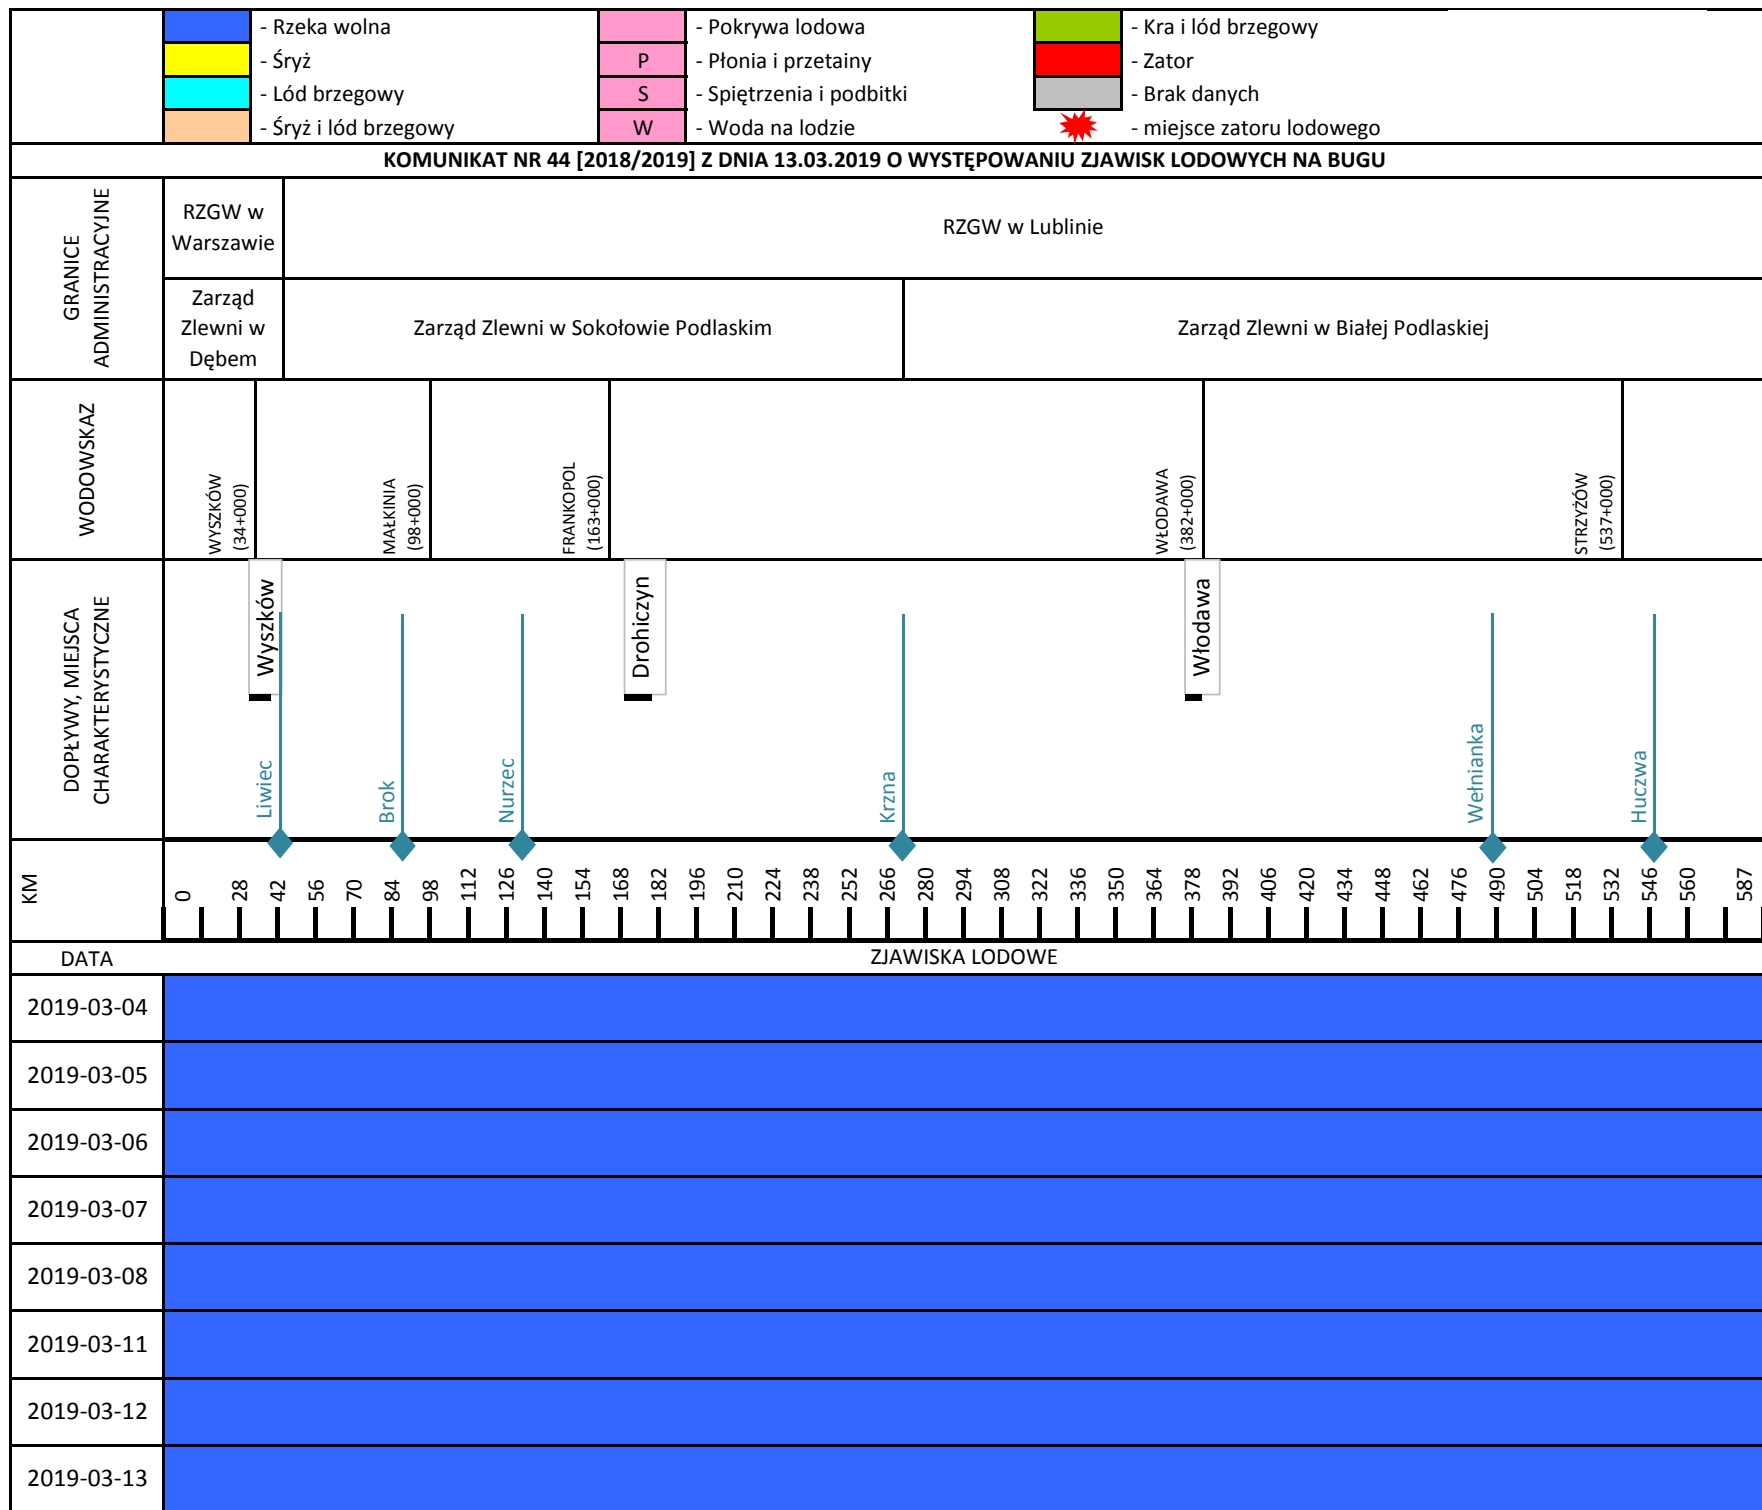 - Rzeka wolna
- Pokrywa lodowa
- Kra i lód brzegowy
- Śryż
P
- Płonia i przetainy
- Zator
- Lód brzegowy
S
- Spiętrzenia i podbitki
- Brak danych
- Śryż i lód brzegowy
W
- Woda na lodzie
- miejsce zatoru lodowego
KOMUNIKAT NR 44 [2018/2019] Z DNIA 13.03.2019 O WYSTĘPOWANIU ZJAWISK LODOWYCH NA BUGU
GRANICE
ADMINISTRACYJNE
RZGW w
Warszawie
RZGW w Lublinie
Zarząd
Zlewni w
Dębem
Zarząd Zlewni w Sokołowie Podlaskim
Zarząd Zlewni w Białej Podlaskiej
WODOWSKAZ
WYSZKÓW
(34+000)
MAŁKINIA
(98+000)
FRANKOPOL
(163+000)
WŁODAWA
(382+000)
STRZYŻÓW
(537+000)
DOPŁYWY, MIEJSCA
CHARAKTERYSTYCZNE
Wyszków
Drohiczyn
Włodawa
Liwiec
Brok
Nurzec
Krzna
Wełnianka
Huczwa
KM
0
28
42
56
70
84
98
112
126
140
154
168
182
196
210
224
238
252
266
280
294
308
322
336
350
364
378
392
406
420
434
448
462
476
490
504
518
532
546
560
587
DATA
ZJAWISKA LODOWE
2019-03-04
2019-03-05
2019-03-06
2019-03-07
2019-03-08
2019-03-11
2019-03-12
2019-03-13